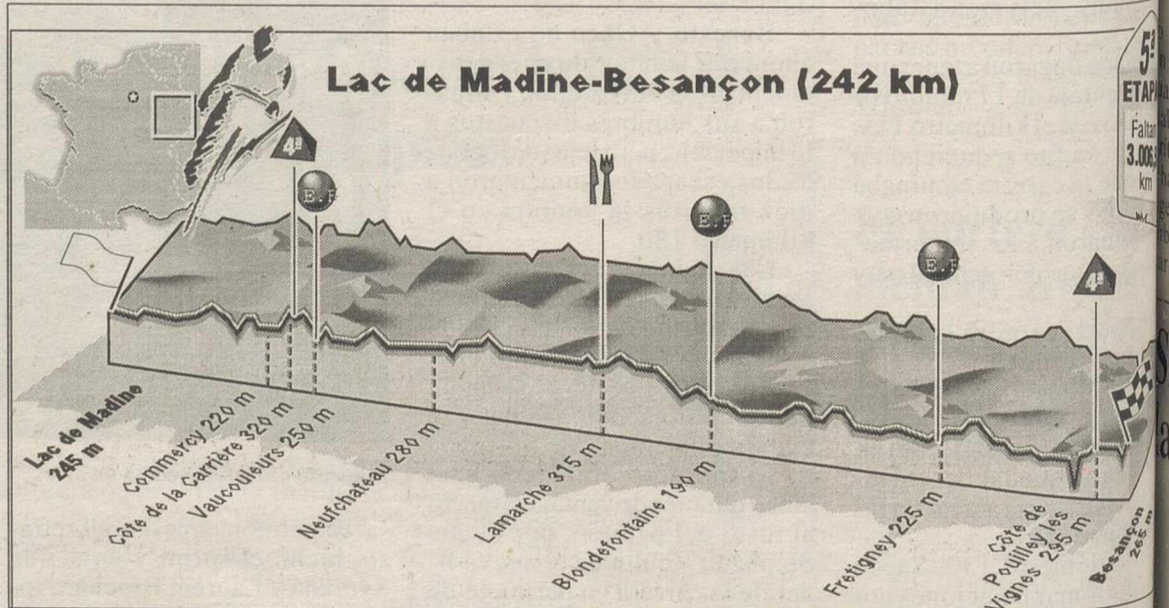 Lac de Madine-Besançon (242 km)
5ª
ETAPA
Faltan
3.006,
km
4ª
E.P
E.P
E.P
4ª
Lac de Madine
245 m
Commercy 220 m
Côte de la Carrière 320 m
Vaucouleurs 250 m
Neufchateau 280 m
Lamarche 315 m
Blondefontaine 190 m
Fretigney 225 m
Côte de
Pouilley les
Vignes 295 m
Besançon
265 m